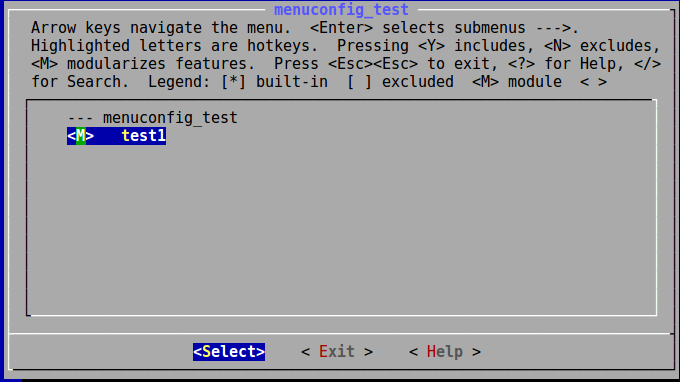 menuconfig_test
Arrow keys navigate the menu.  <Enter> selects submenus --->.
Highlighted letters are hotkeys.  Pressing <Y> includes, <N> excludes,
<M> modularizes features.  Press <Esc><Esc> to exit, <?> for Help, </>
for Search.  Legend: [*] built-in  [ ] excluded  <M> module  < >
--- menuconfig_test
<M>   test1
<Select>    < Exit >    < Help >